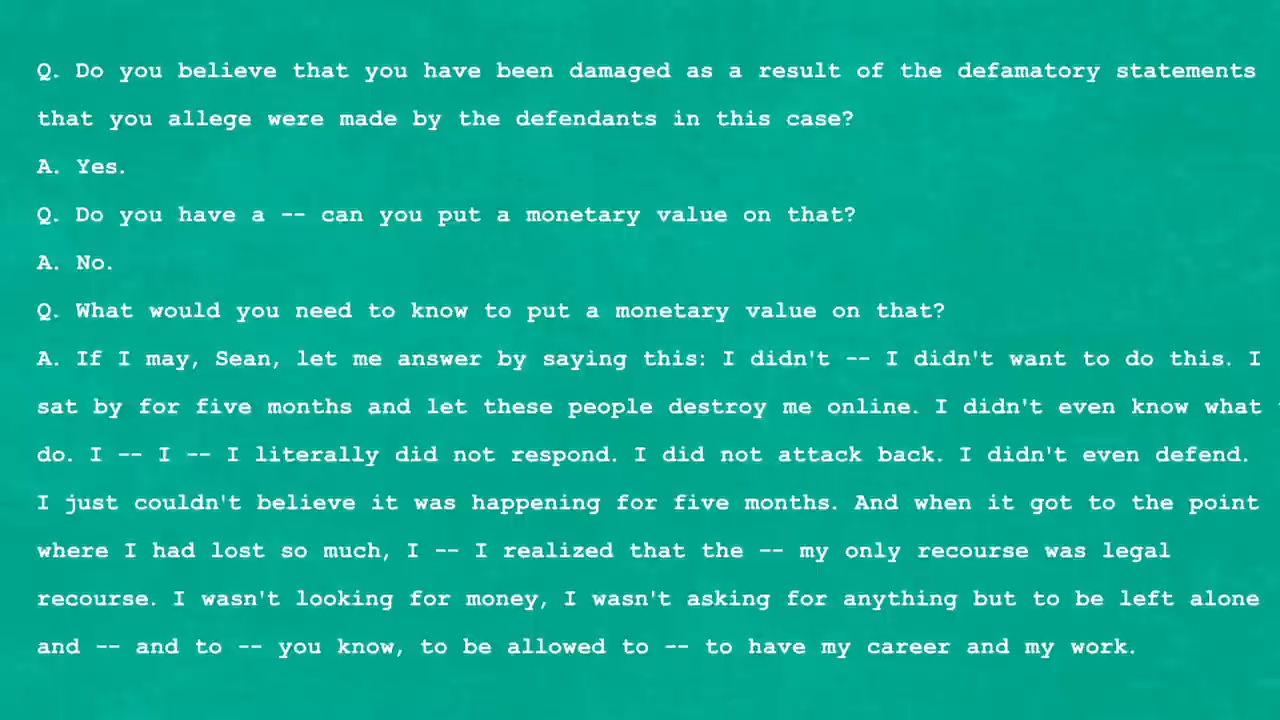 Q. Do you believe that you have been damaged as a result of the defamatory statements
that you allege were made by the defendants in this case?
A. Yes.
Q. Do you have a -- can you put a monetary value on that?
A. No.
Q. What would you need to know to put a monetary value on that?
A. If I may, Sean, let me answer by saying this: I didn't -- I didn't want to do this. I
sat by for five months and let these people destroy me online. I didn't even know what
do. I -- I -- I literally did not respond. I did not attack back. I didn't even defend.
I just couldn't believe it was happening for five months. And when it got to the point
where I had lost so much, I -- I realized that the -- my only recourse was legal
recourse. I wasn't looking for money, I wasn't asking for anything but to be left alone
and -- and to -- you know, to be allowed to -- to have my career and my work.